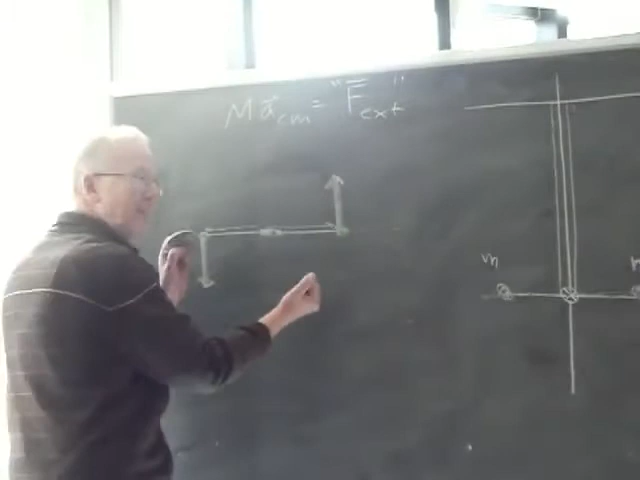 M a⃗cm = "F̅ext"
m